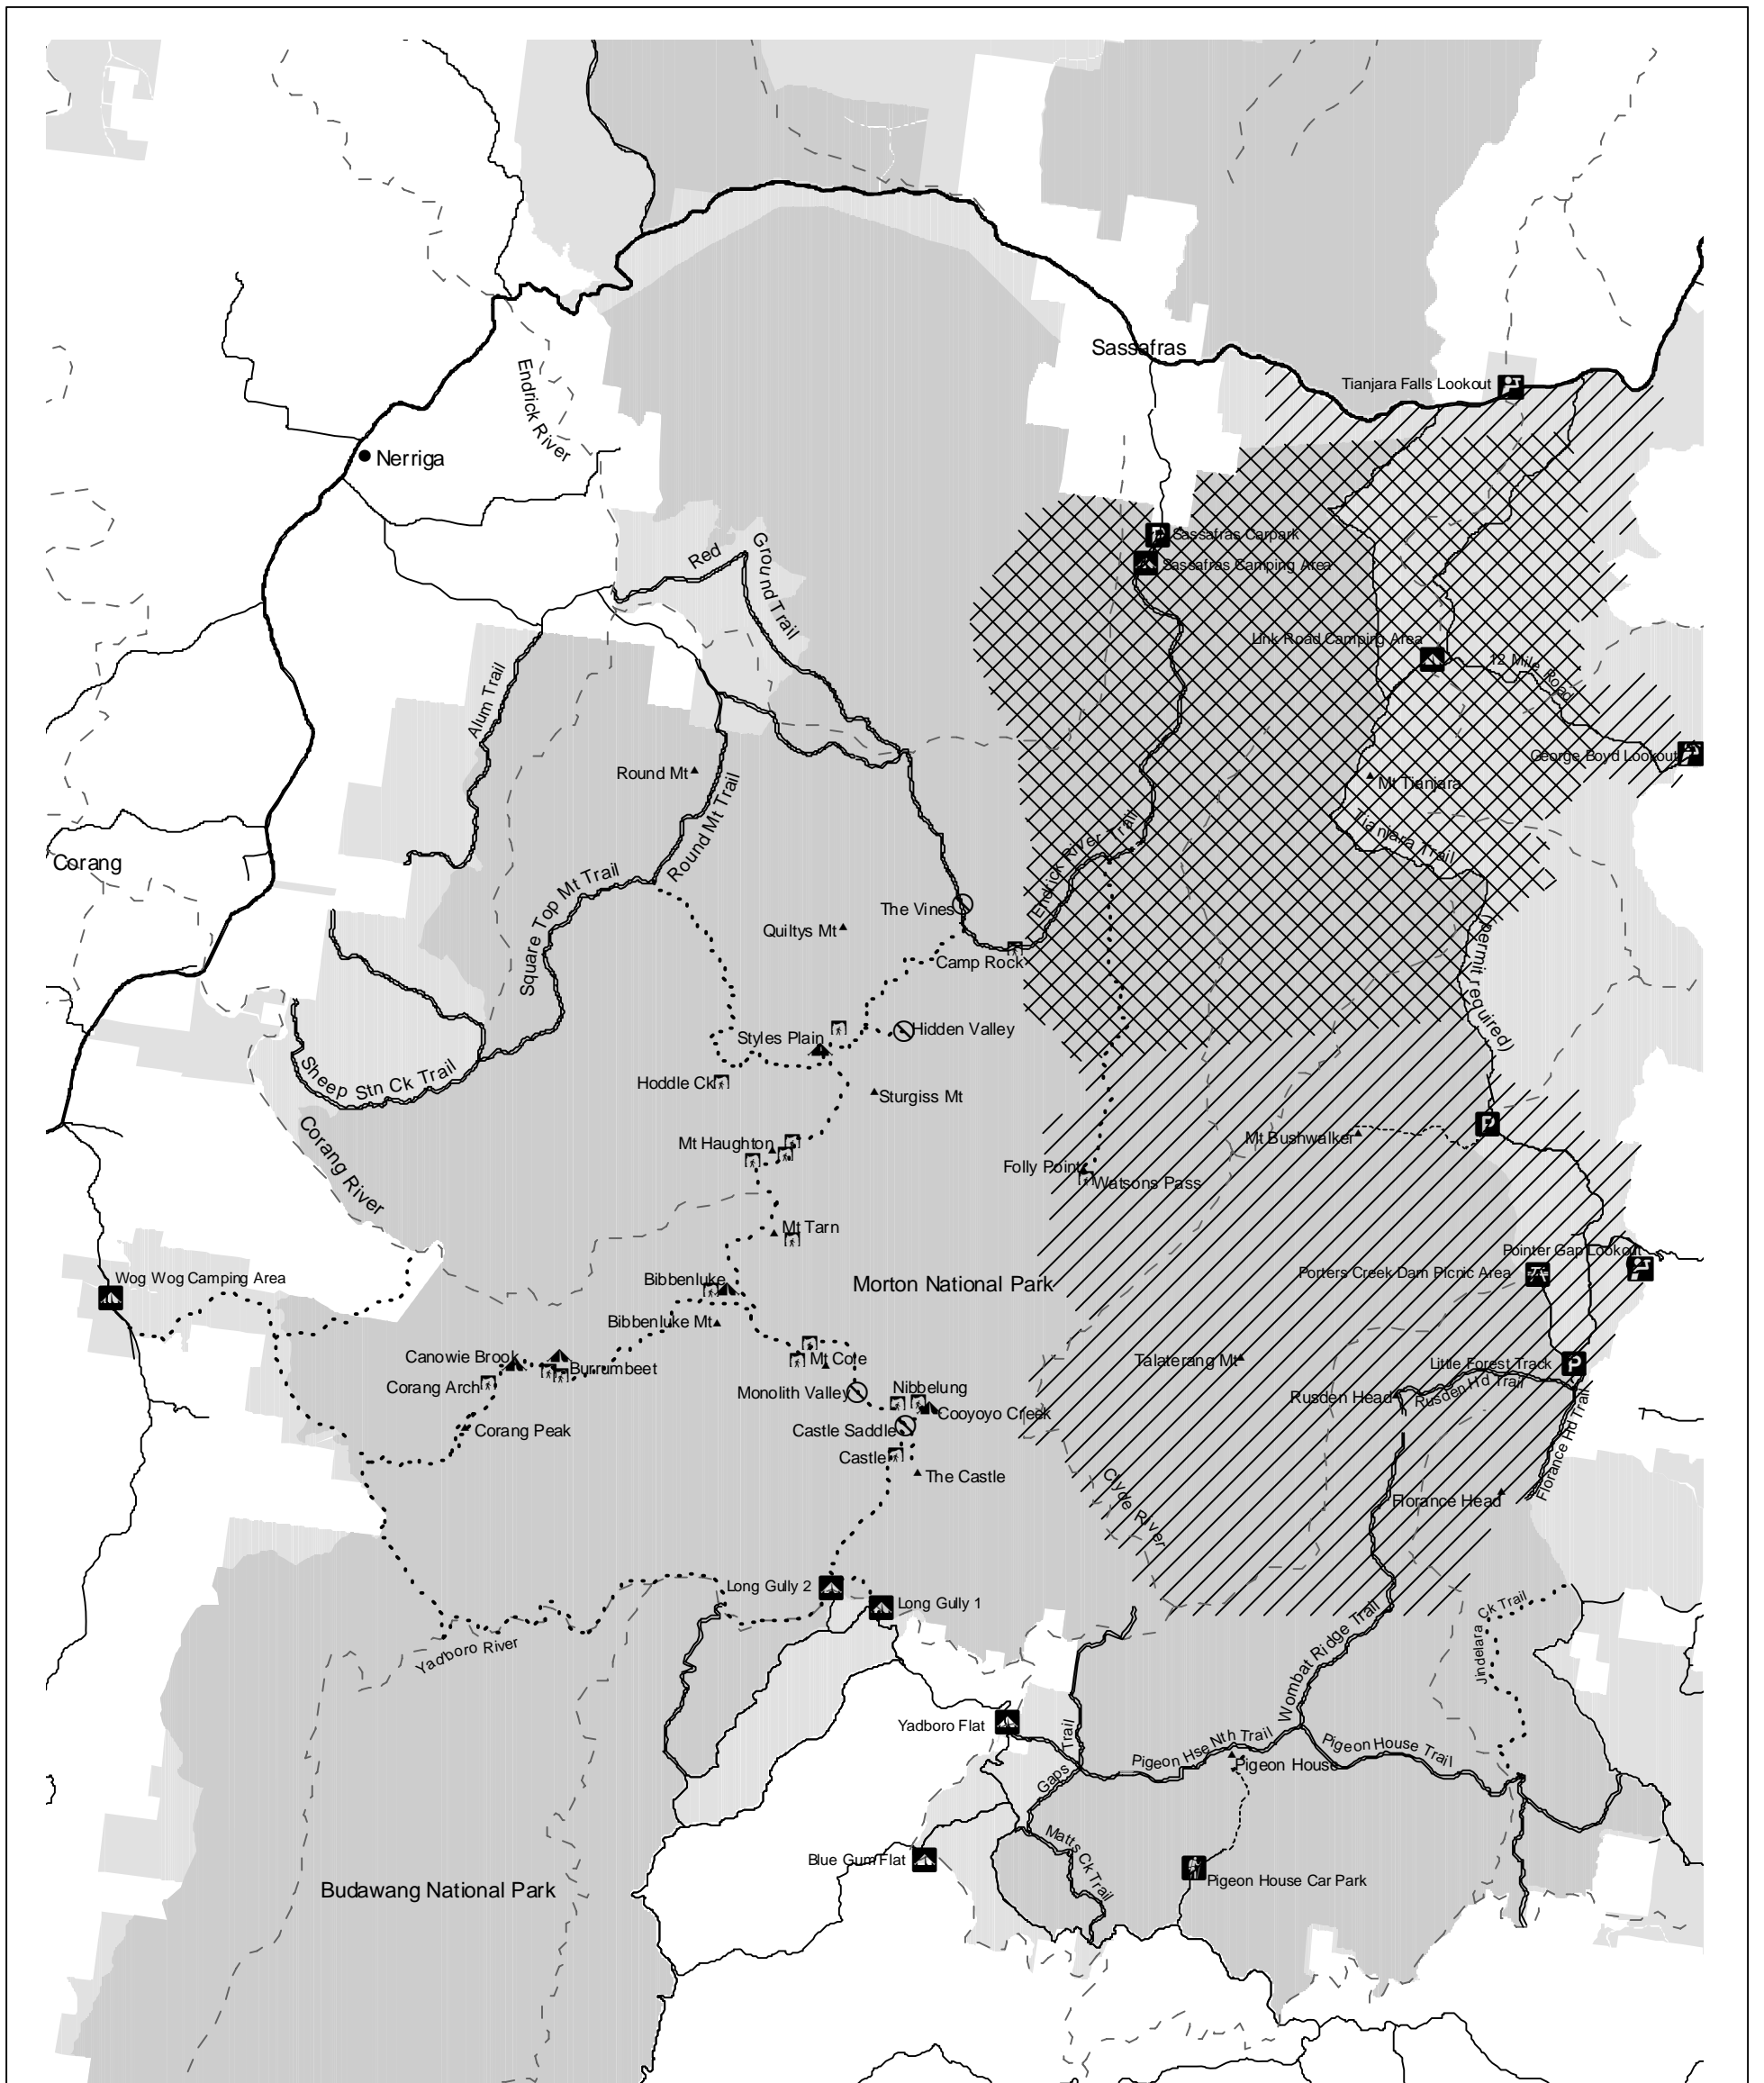 Sassafras
Tianjara Falls Lookout
Endrick River
Nerriga
Sassafras Carpark
Sassafras Camping Area
Red
Ground Trail
Link Road Camping Area
12 Mile Road
Alum Trail
George Boyd Lookout
Round Mt
Mt Tianjara
Round Mt Trail
Tianjara Trail
Corang
Endrick River Trail
Square Top Mt Trail
The Vines
Quiltys Mt
(permit required)
Camp Rock
Hidden Valley
Styles Plain
Hoddle Ck
Sheep Stn Ck Trail
Sturgiss Mt
Mt Haughton
Mt Bushwalker
Corang River
Folly Point
Watsons Pass
Mt Tarn
Pointer Gap Lookout
Wog Wog Camping Area
Porters Creek Dam Picnic Area
Bibbenluke
Morton National Park
Bibbenluke Mt
Canowie Brook
Mt Cole
Talaterang Mt
Little Forest Track
Burrumbeet
Corang Arch
Monolith Valley
Nibbelung
Rusden Head
Rusden Hd Trail
Cooyoyo Creek
Corang Peak
Castle Saddle
Castle
The Castle
Florance Hd Trail
Clyde River
Florance Head
Long Gully 2
Long Gully 1
Jindelara Ck Trail
Yadboro River
Wombat Ridge Trail
Yadboro Flat
Gaps Trail
Pigeon Hse Nth Trail
Pigeon House Trail
Pigeon House
Matts Ck Trail
Blue Gum Flat
Pigeon House Car Park
Budawang National Park